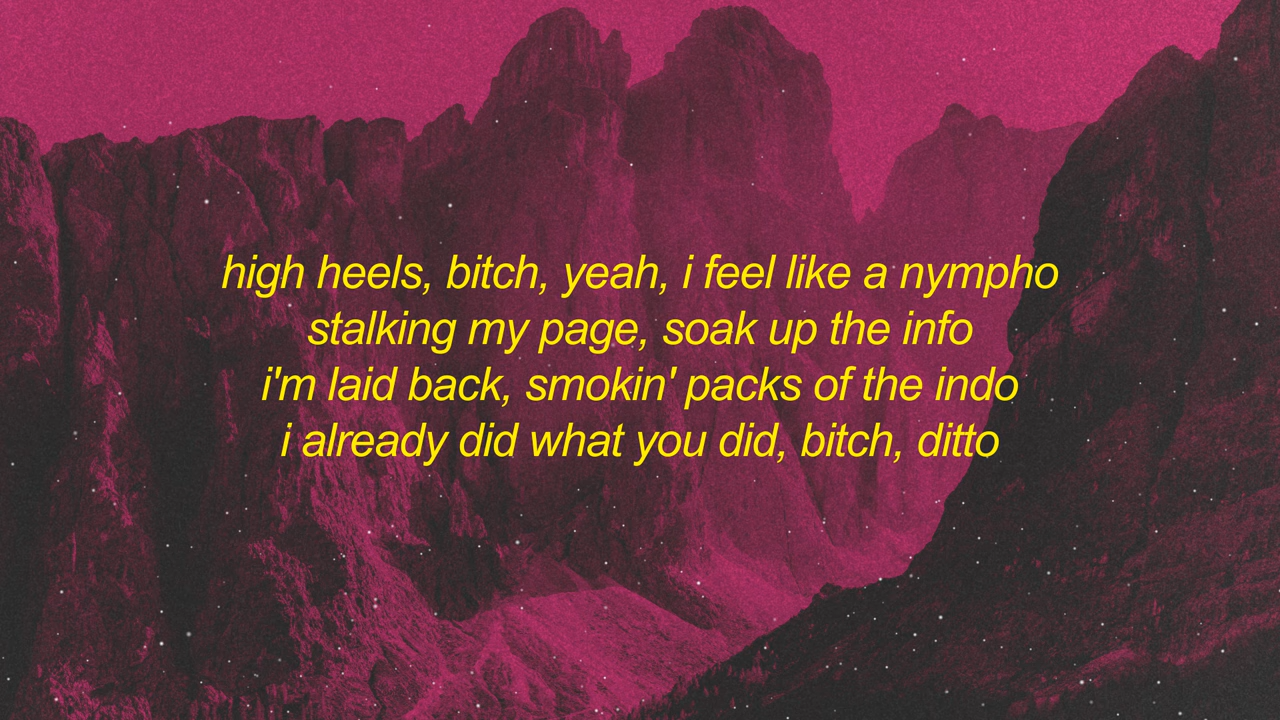 high heels, bitch, yeah, i feel like a nympho
stalking my page, soak up the info
i'm laid back, smokin' packs of the indo
i already did what you did, bitch, ditto